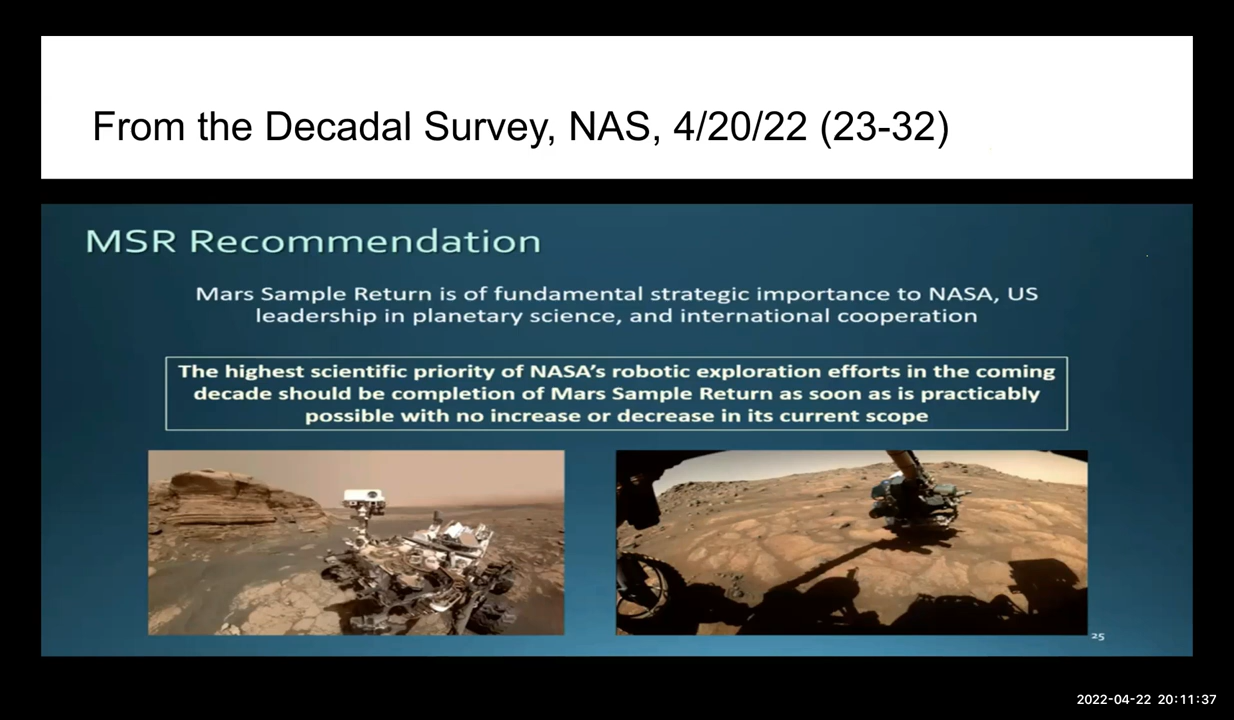 From the Decadal Survey, NAS, 4/20/22 (23-32)
MSR Recommendation
Mars Sample Return is of fundamental strategic importance to NASA, US
leadership in planetary science, and international cooperation
The highest scientific priority of NASA’s robotic exploration efforts in the coming
decade should be completion of Mars Sample Return as soon as is practicably
possible with no increase or decrease in its current scope
25
2022-04-22 20:11:37